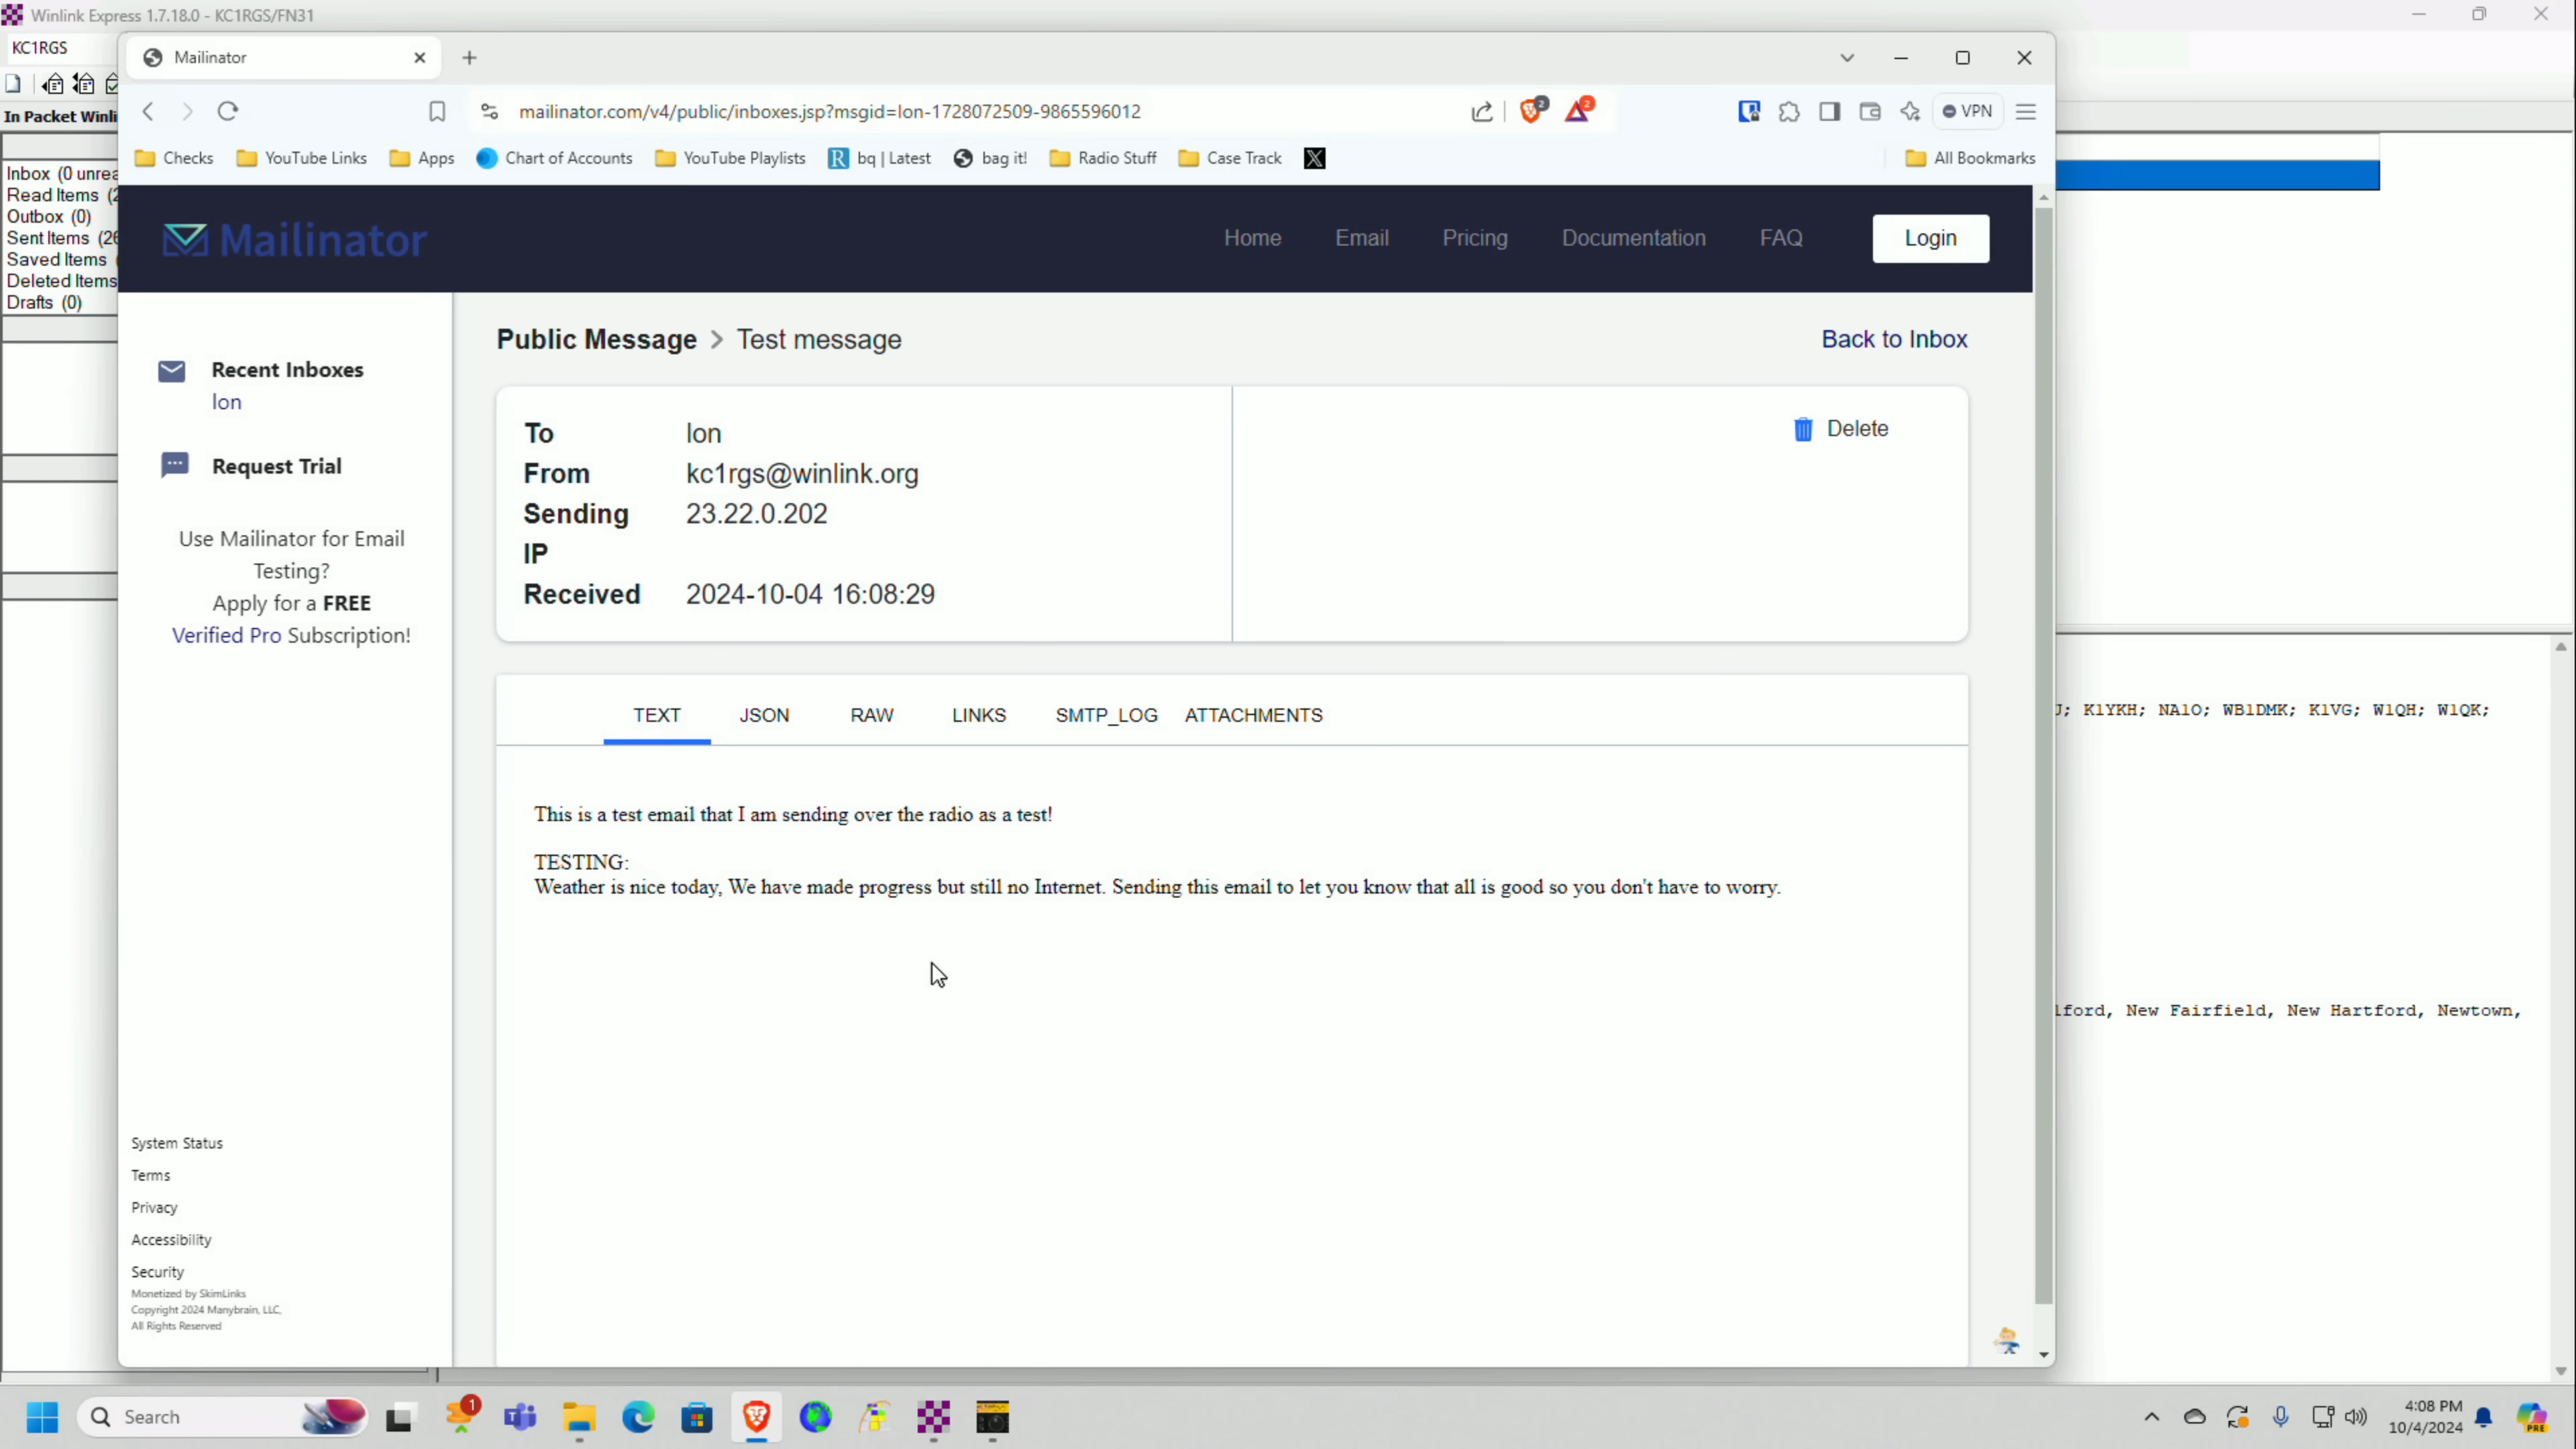 Winlink Express 1.7.18.0 - KC1RGS/FN31
KC1RGS
Mailinator
mailinator.com/v4/public/inboxes.jsp?msgid=lon-1728072509-9865596012
2
2
VPN
Checks
YouTube Links
Apps
Chart of Accounts
YouTube Playlists
R bq | Latest
bag it!
Radio Stuff
Case Track
X
All Bookmarks
In Packet Winli
Inbox (0 unrea
Read Items (2
Outbox (0)
Sent Items (26
Saved Items
Deleted Items
Drafts (0)
Mailinator
Home
Email
Pricing
Documentation
FAQ
Login
Recent Inboxes
lon
Request Trial
Use Mailinator for Email
Testing?
Apply for a FREE
Verified Pro Subscription!
Public Message > Test message
Back to Inbox
To lon
From kc1rgs@winlink.org
Sending 23.22.0.202
IP
Received 2024-10-04 16:08:29
Delete
TEXT
JSON
RAW
LINKS
SMTP_LOG
ATTACHMENTS
This is a test email that I am sending over the radio as a test!
TESTING:
Weather is nice today, We have made progress but still no Internet. Sending this email to let you know that all is good so you don't have to worry.
J; K1YKH; NA1O; WB1DMK; K1VG; W1QH; W1QK;
lford, New Fairfield, New Hartford, Newtown,
System Status
Terms
Privacy
Accessibility
Security
Monetized by SkimLinks
Copyright 2024 Manybrain, LLC,
All Rights Reserved
Search
1
4:08 PM
10/4/2024
PRE